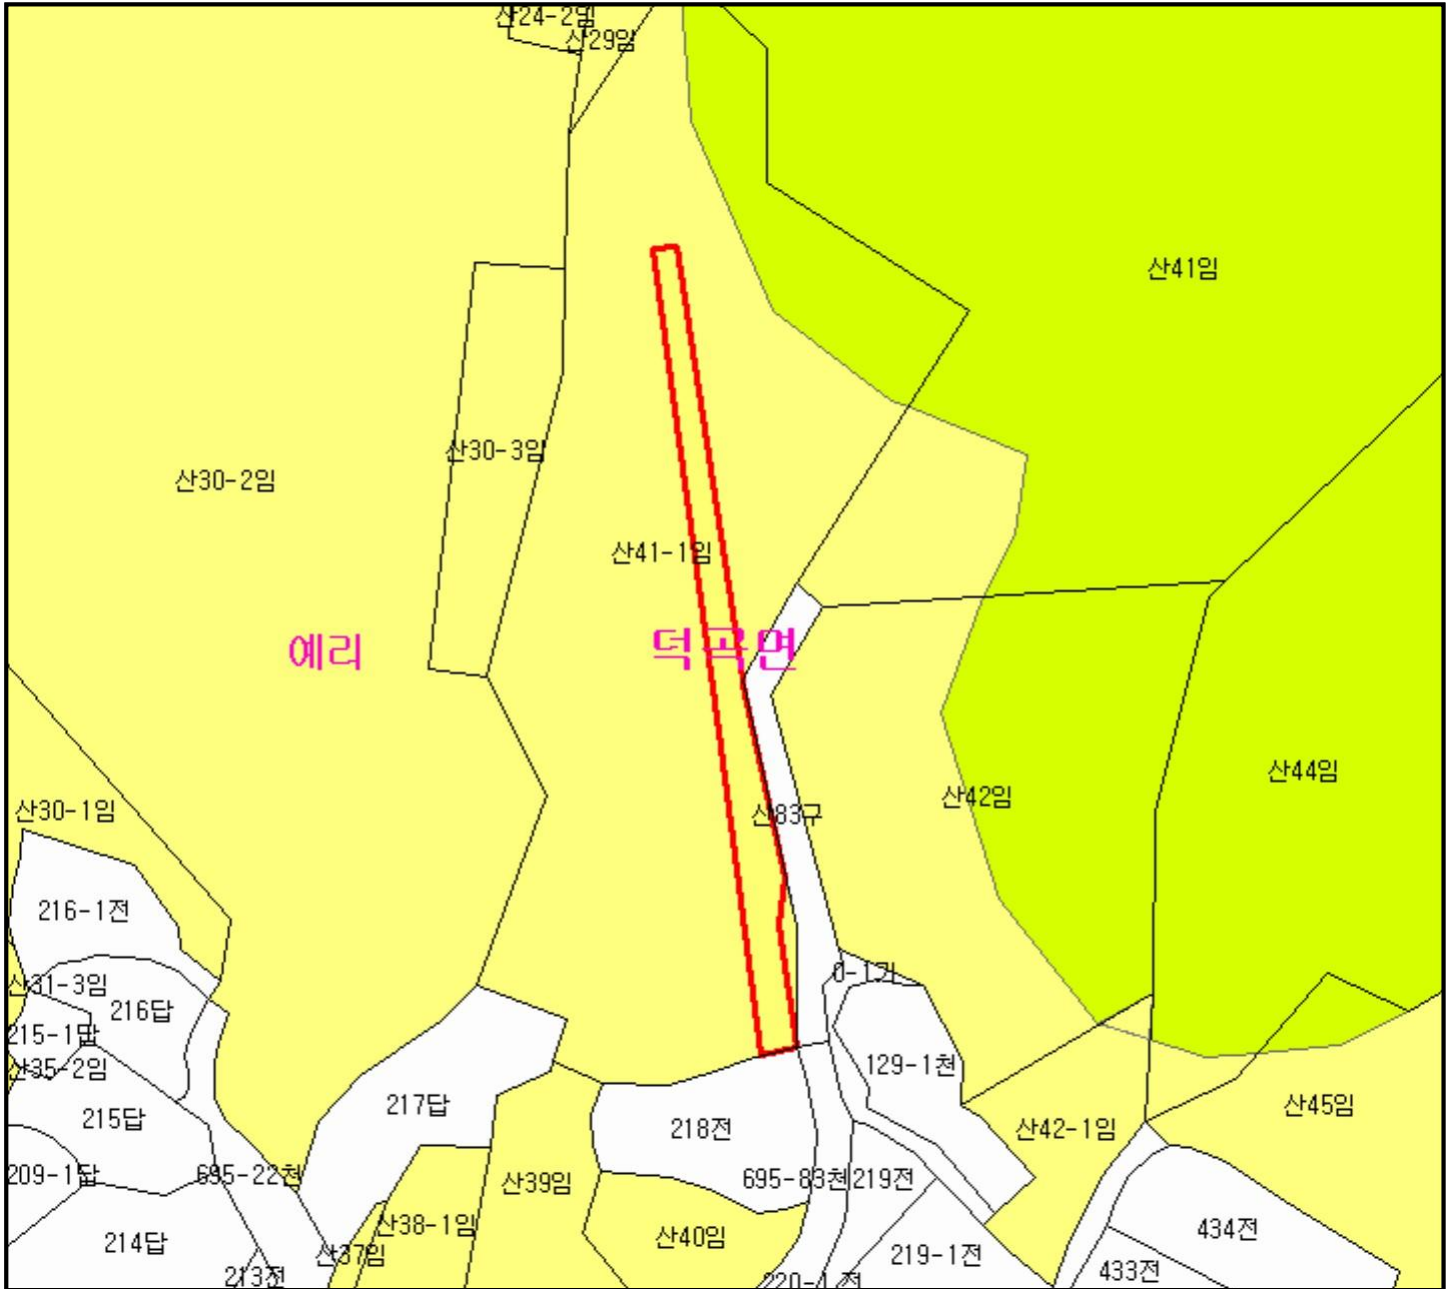 산24-2임
산29임
산41임
산30-3임
산30-2임
산41-1임
예리
덕곡면
산44임
산42임
산30-1임
산83구
216-1전
산31-3임
216답
215-1답
산35-2임
129-1천
217답
215답
218전
산42-1임
산45임
209-1답
695-22천
산39임
695-83천
219전
산38-1임
산40임
434전
214답
산37임
219-1전
213전
433전